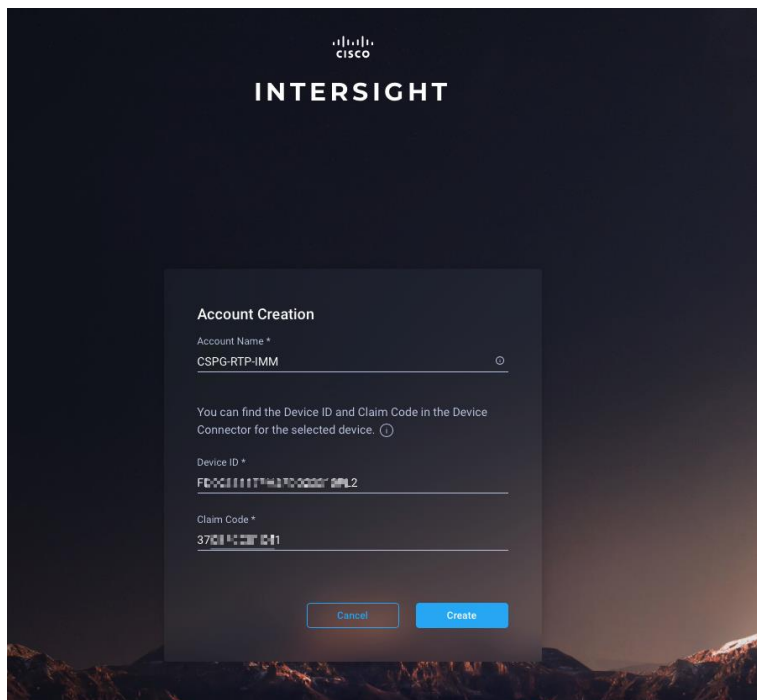 CISCO
INTERSIGHT
Account Creation
Account Name *
CSPG-RTP-IMM
You can find the Device ID and Claim Code in the Device
Connector for the selected device.
Device ID *
Claim Code *
Cancel
Create